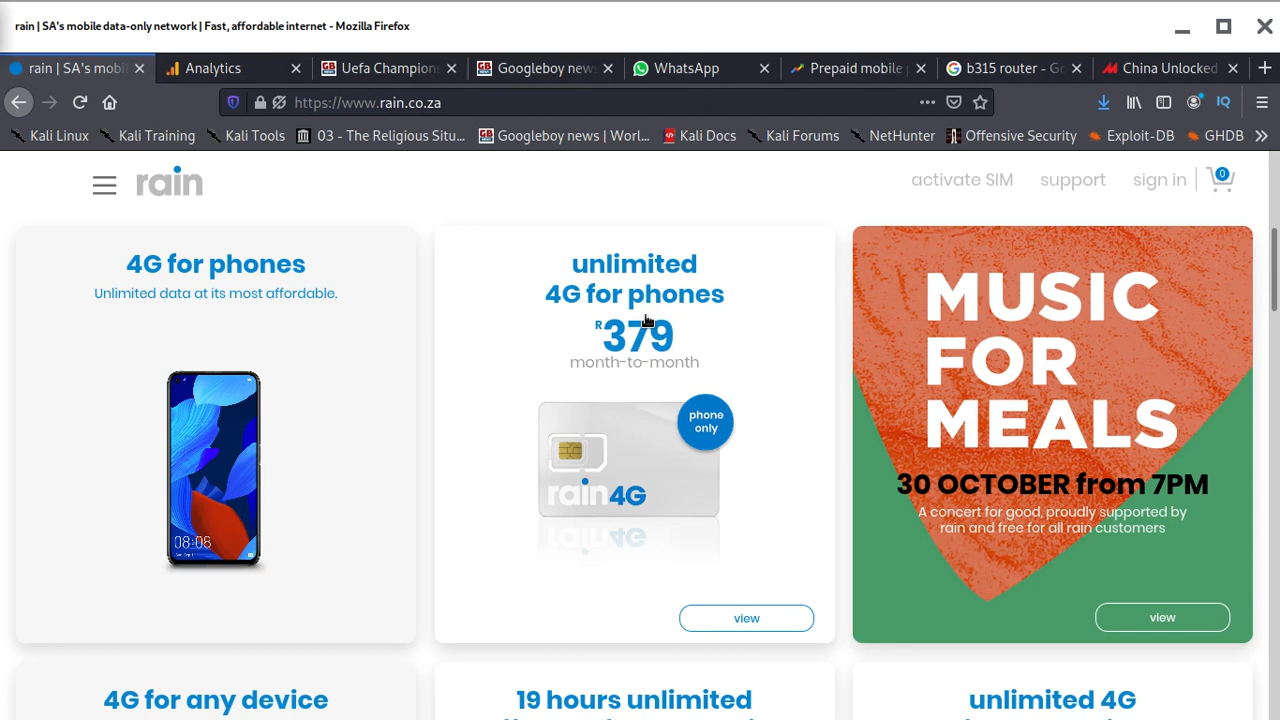 rain | SA's mobile data-only network | Fast, affordable internet - Mozilla Firefox
rain | SA's mobil
Analytics
Uefa Champion
Googleboy new
WhatsApp
Prepaid mobile
b315 router - Go
China Unlocked
https://www.rain.co.za
IQ
Kali Linux
Kali Training
Kali Tools
03 - The Religious Situ...
Googleboy news | Worl...
Kali Docs
Kali Forums
NetHunter
Offensive Security
Exploit-DB
GHDB
rain
activate SIM
support
sign in
0
4G for phones
Unlimited data at its most affordable.
08:08
unlimited
4G for phones
R379
month-to-month
phone
only
rain 4G
view
MUSIC
FOR
MEALS
30 OCTOBER from 7PM
A concert for good, proudly supported by
rain and free for all rain customers
view
4G for any device
19 hours unlimited
unlimited 4G